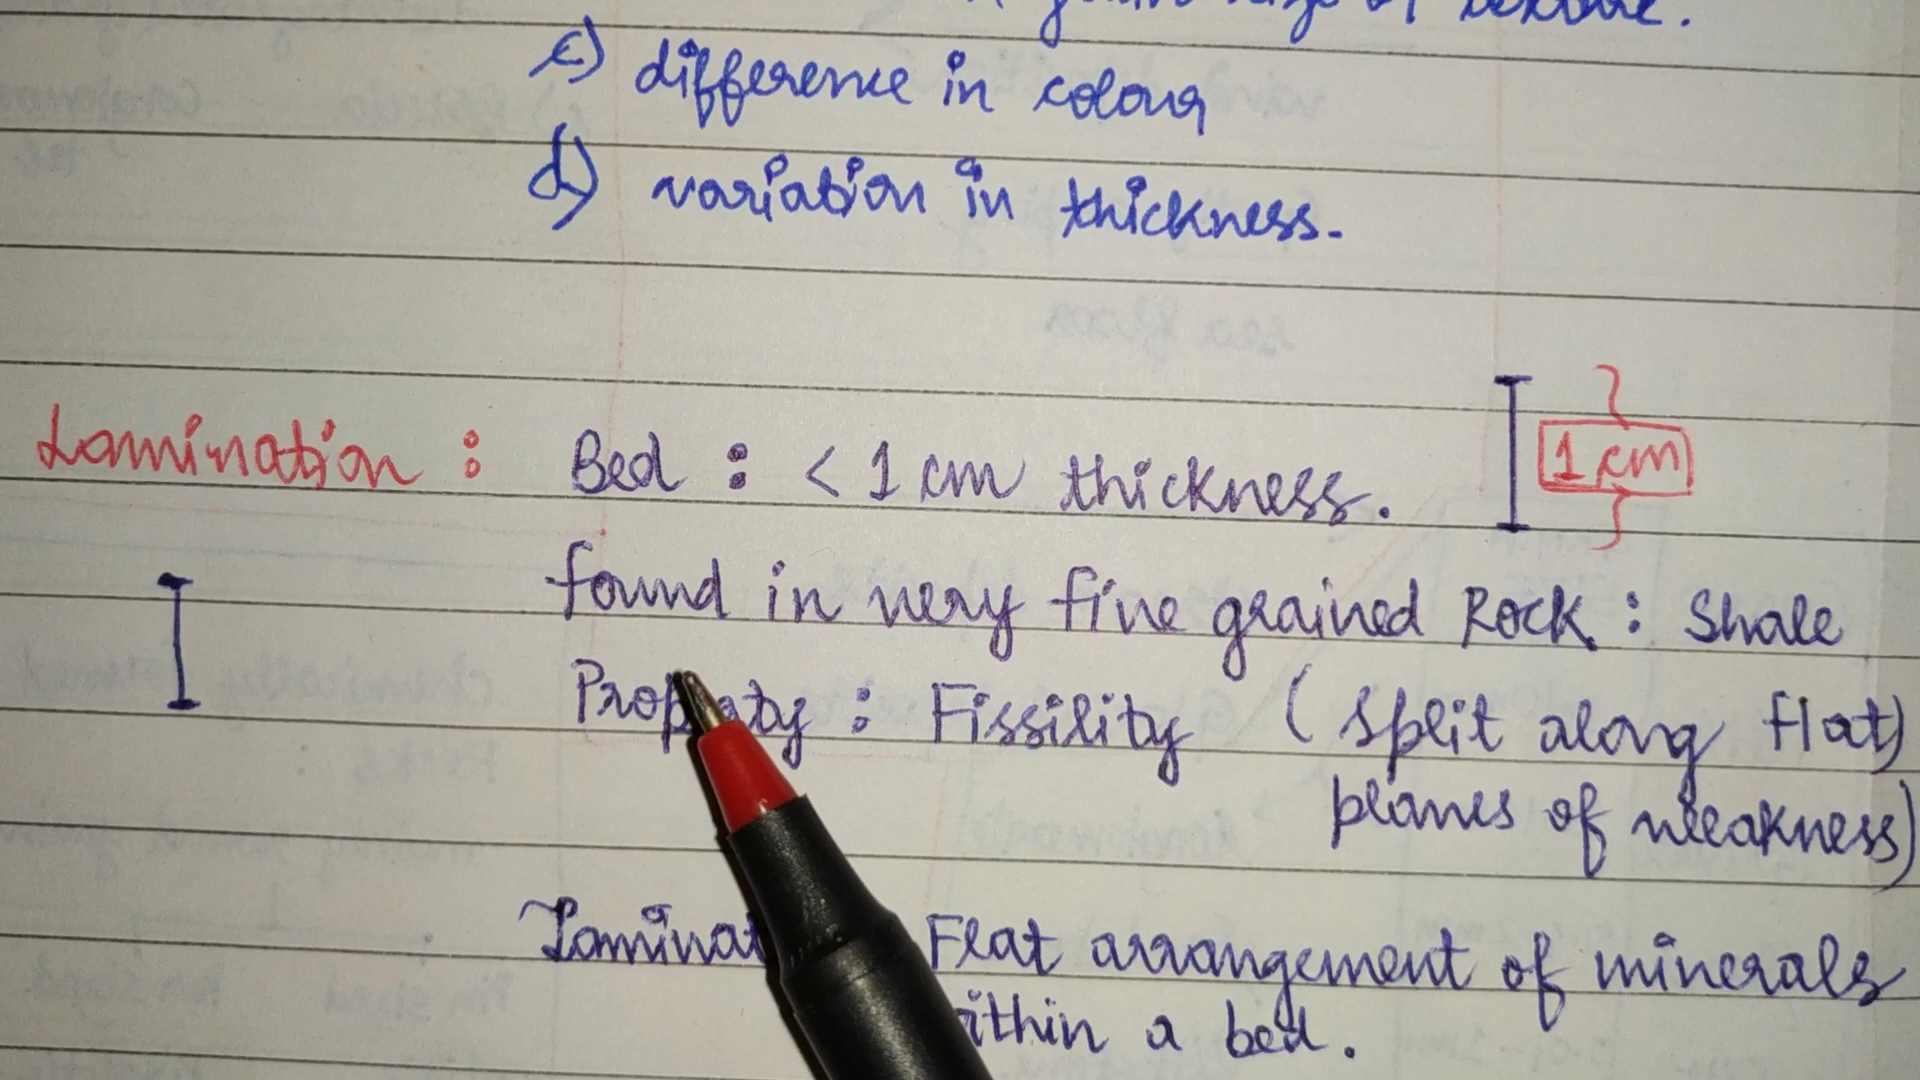 c) difference in colour
d) variation in thickness.
Lamination : Bed : < 1 cm thickness. 1 cm
found in very fine grained Rock : Shale
Property : Fissility (split along flat)
planes of weakness)
Flat arrangement of minerals
within a bed.